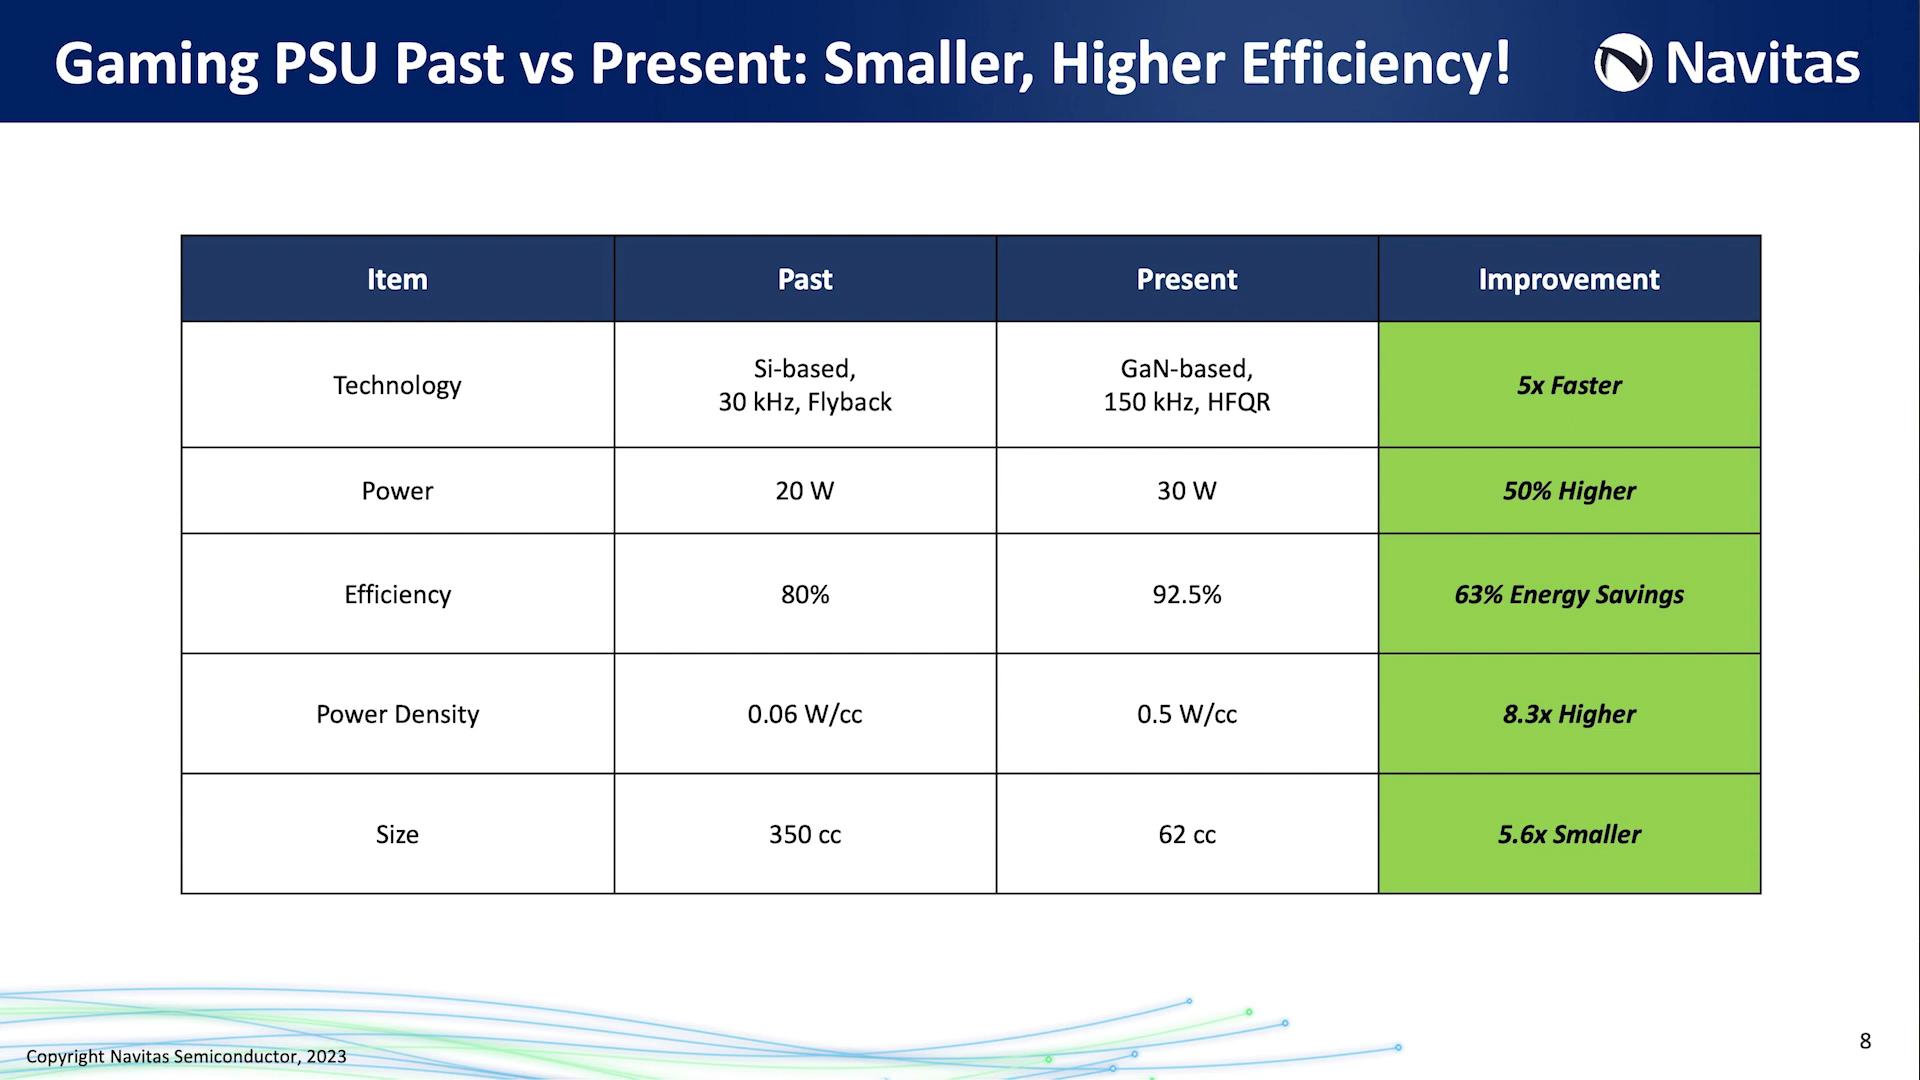 Gaming PSU Past vs Present: Smaller, Higher Efficiency!
Navitas
Item Past Present Improvement
Technology
Si-based,
30 kHz, Flyback
GaN-based,
150 kHz, HFQR
5x Faster
Power 20 W 30 W 50% Higher
Efficiency 80% 92.5% 63% Energy Savings
Power Density 0.06 W/cc 0.5 W/cc 8.3x Higher
Size 350 cc 62 cc 5.6x Smaller
Copyright Navitas Semiconductor, 2023
8